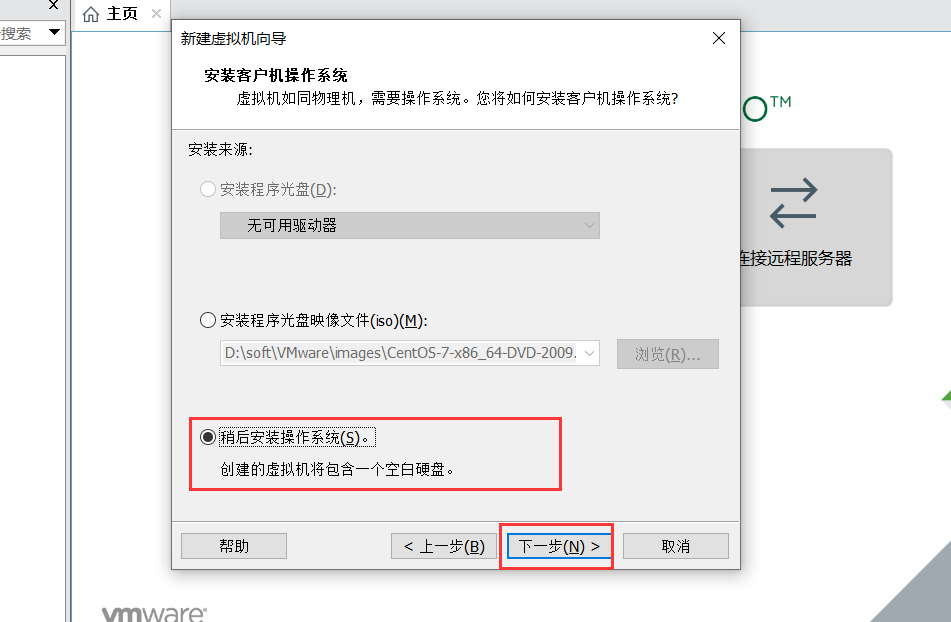 主页
搜索
新建虚拟机向导
安装客户机操作系统
虚拟机如同物理机，需要操作系统。您将如何安装客户机操作系统?
O™
安装来源:
安装程序光盘(D):
无可用驱动器
连接远程服务器
安装程序光盘映像文件(iso)(M):
D:\soft\VMware\images\CentOS-7-x86_64-DVD-2009.
浏览(R)...
稍后安装操作系统(S)。
创建的虚拟机将包含一个空白硬盘。
帮助
< 上一步(B)
下一步(N) >
取消
vmware